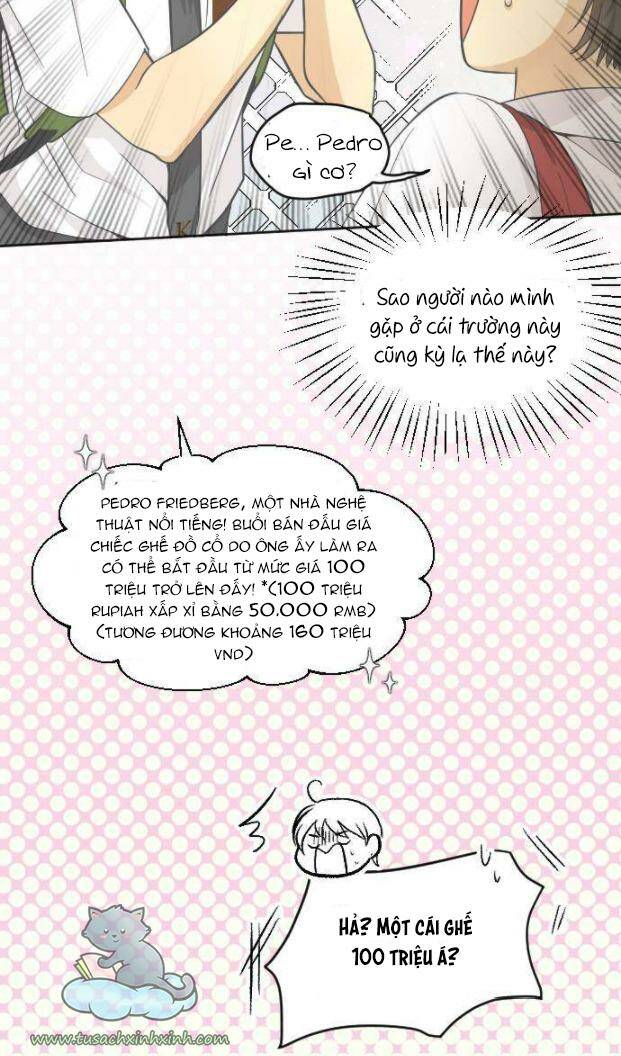 Pe... Pedro
gì cơ?
K
Sao người nào mình
gặp ở cái trường này
cũng kỳ lạ thế này?
PEDRO FRIEDBERG, MỘT NHÀ NGHỆ
THUẬT NỔI TIẾNG! BUỔI BÁN ĐẤU GIÁ
CHIẾC GHẾ ĐỒ CỔ DO ÔNG ẤY LÀM RA
CÓ THỂ BẮT ĐẦU TỪ MỨC GIÁ 100
TRIỆU TRỞ LÊN ĐẤY! *(100 TRIỆU
RUPIAH XẤP XỈ BẰNG 50.000 RMB)
(TƯƠNG ĐƯƠNG KHOẢNG 160 TRIỆU
VND)
HẢ? MỘT CÁI GHẾ
100 TRIỆU Á?
www.tusachxinhxinh.com